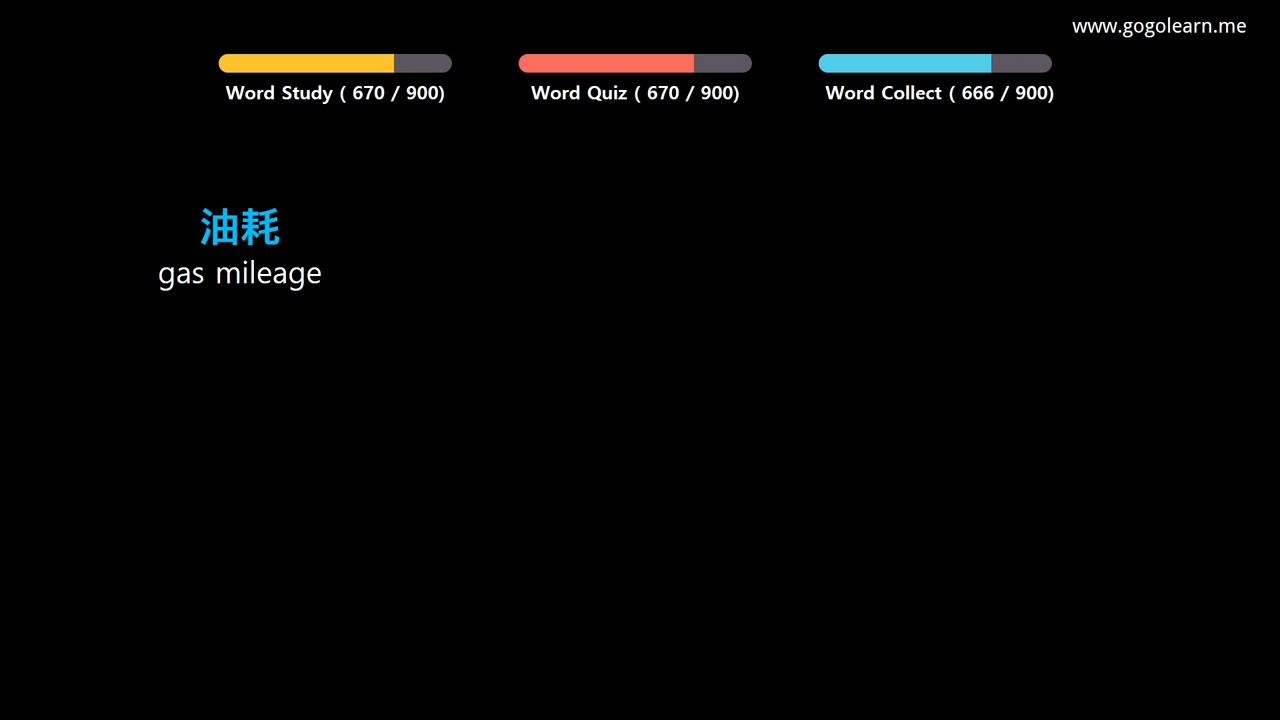 www.gogolearn.me
Word Study ( 670 / 900)
Word Quiz ( 670 / 900)
Word Collect ( 666 / 900)
油耗
gas mileage